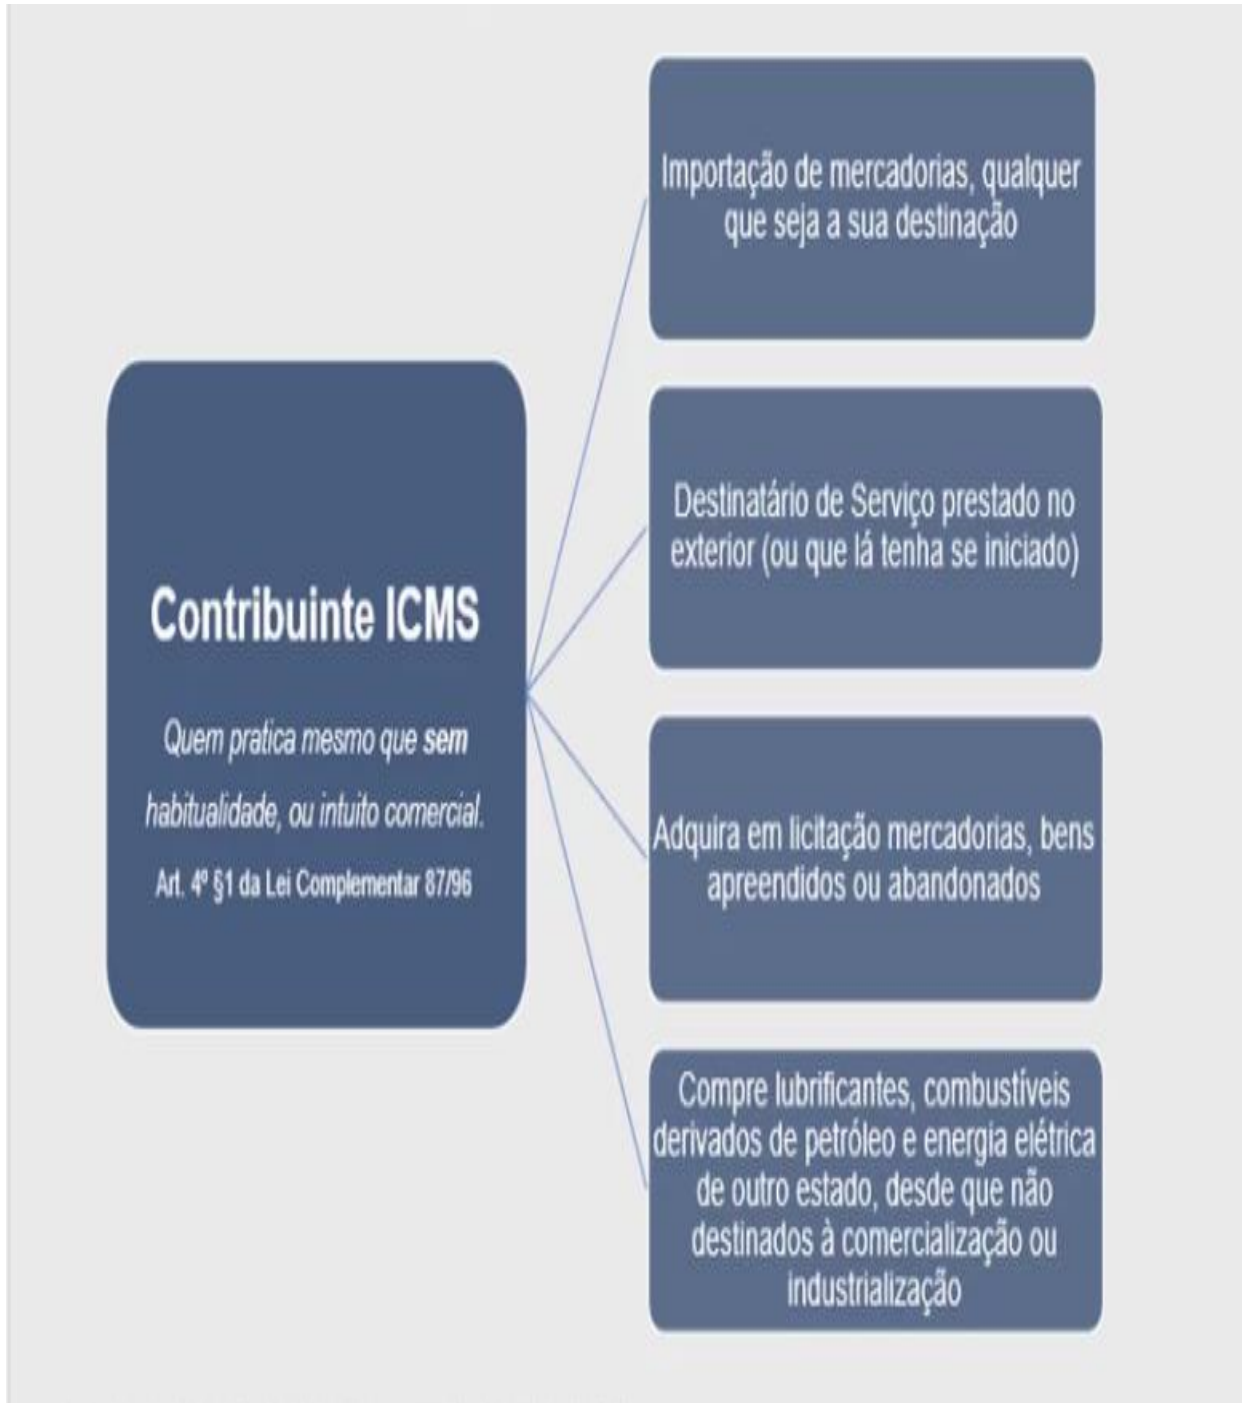 Contribuinte ICMS
Quem pratica mesmo que sem
habitualidade, ou intuito comercial.
Art. 4º §1 da Lei Complementar 87/96
Importação de mercadorias, qualquer
que seja a sua destinação
Destinatário de Serviço prestado no
exterior (ou que lá tenha se iniciado)
Adquira em licitação mercadorias, bens
apreendidos ou abandonados
Compre lubrificantes, combustíveis
derivados de petróleo e energia elétrica
de outro estado, desde que não
destinados à comercialização ou
industrialização